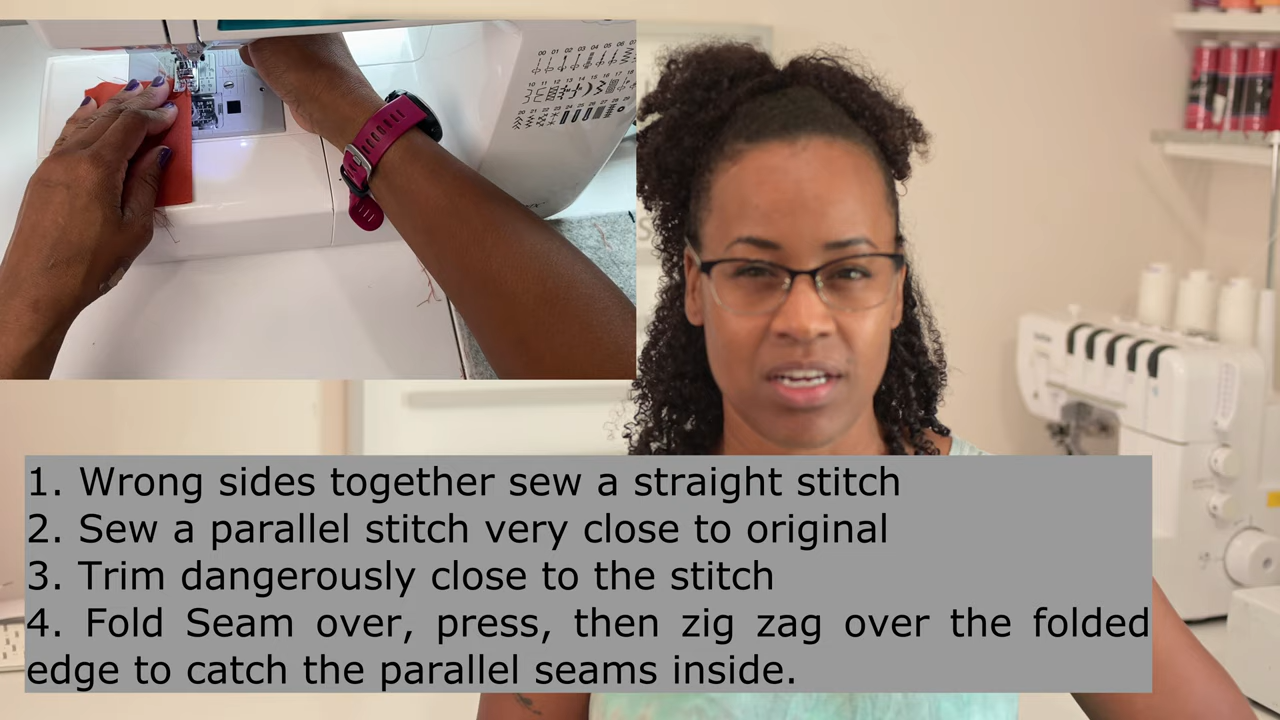 1. Wrong sides together sew a straight stitch
2. Sew a parallel stitch very close to original
3. Trim dangerously close to the stitch
4. Fold Seam over, press, then zig zag over the folded
edge to catch the parallel seams inside.